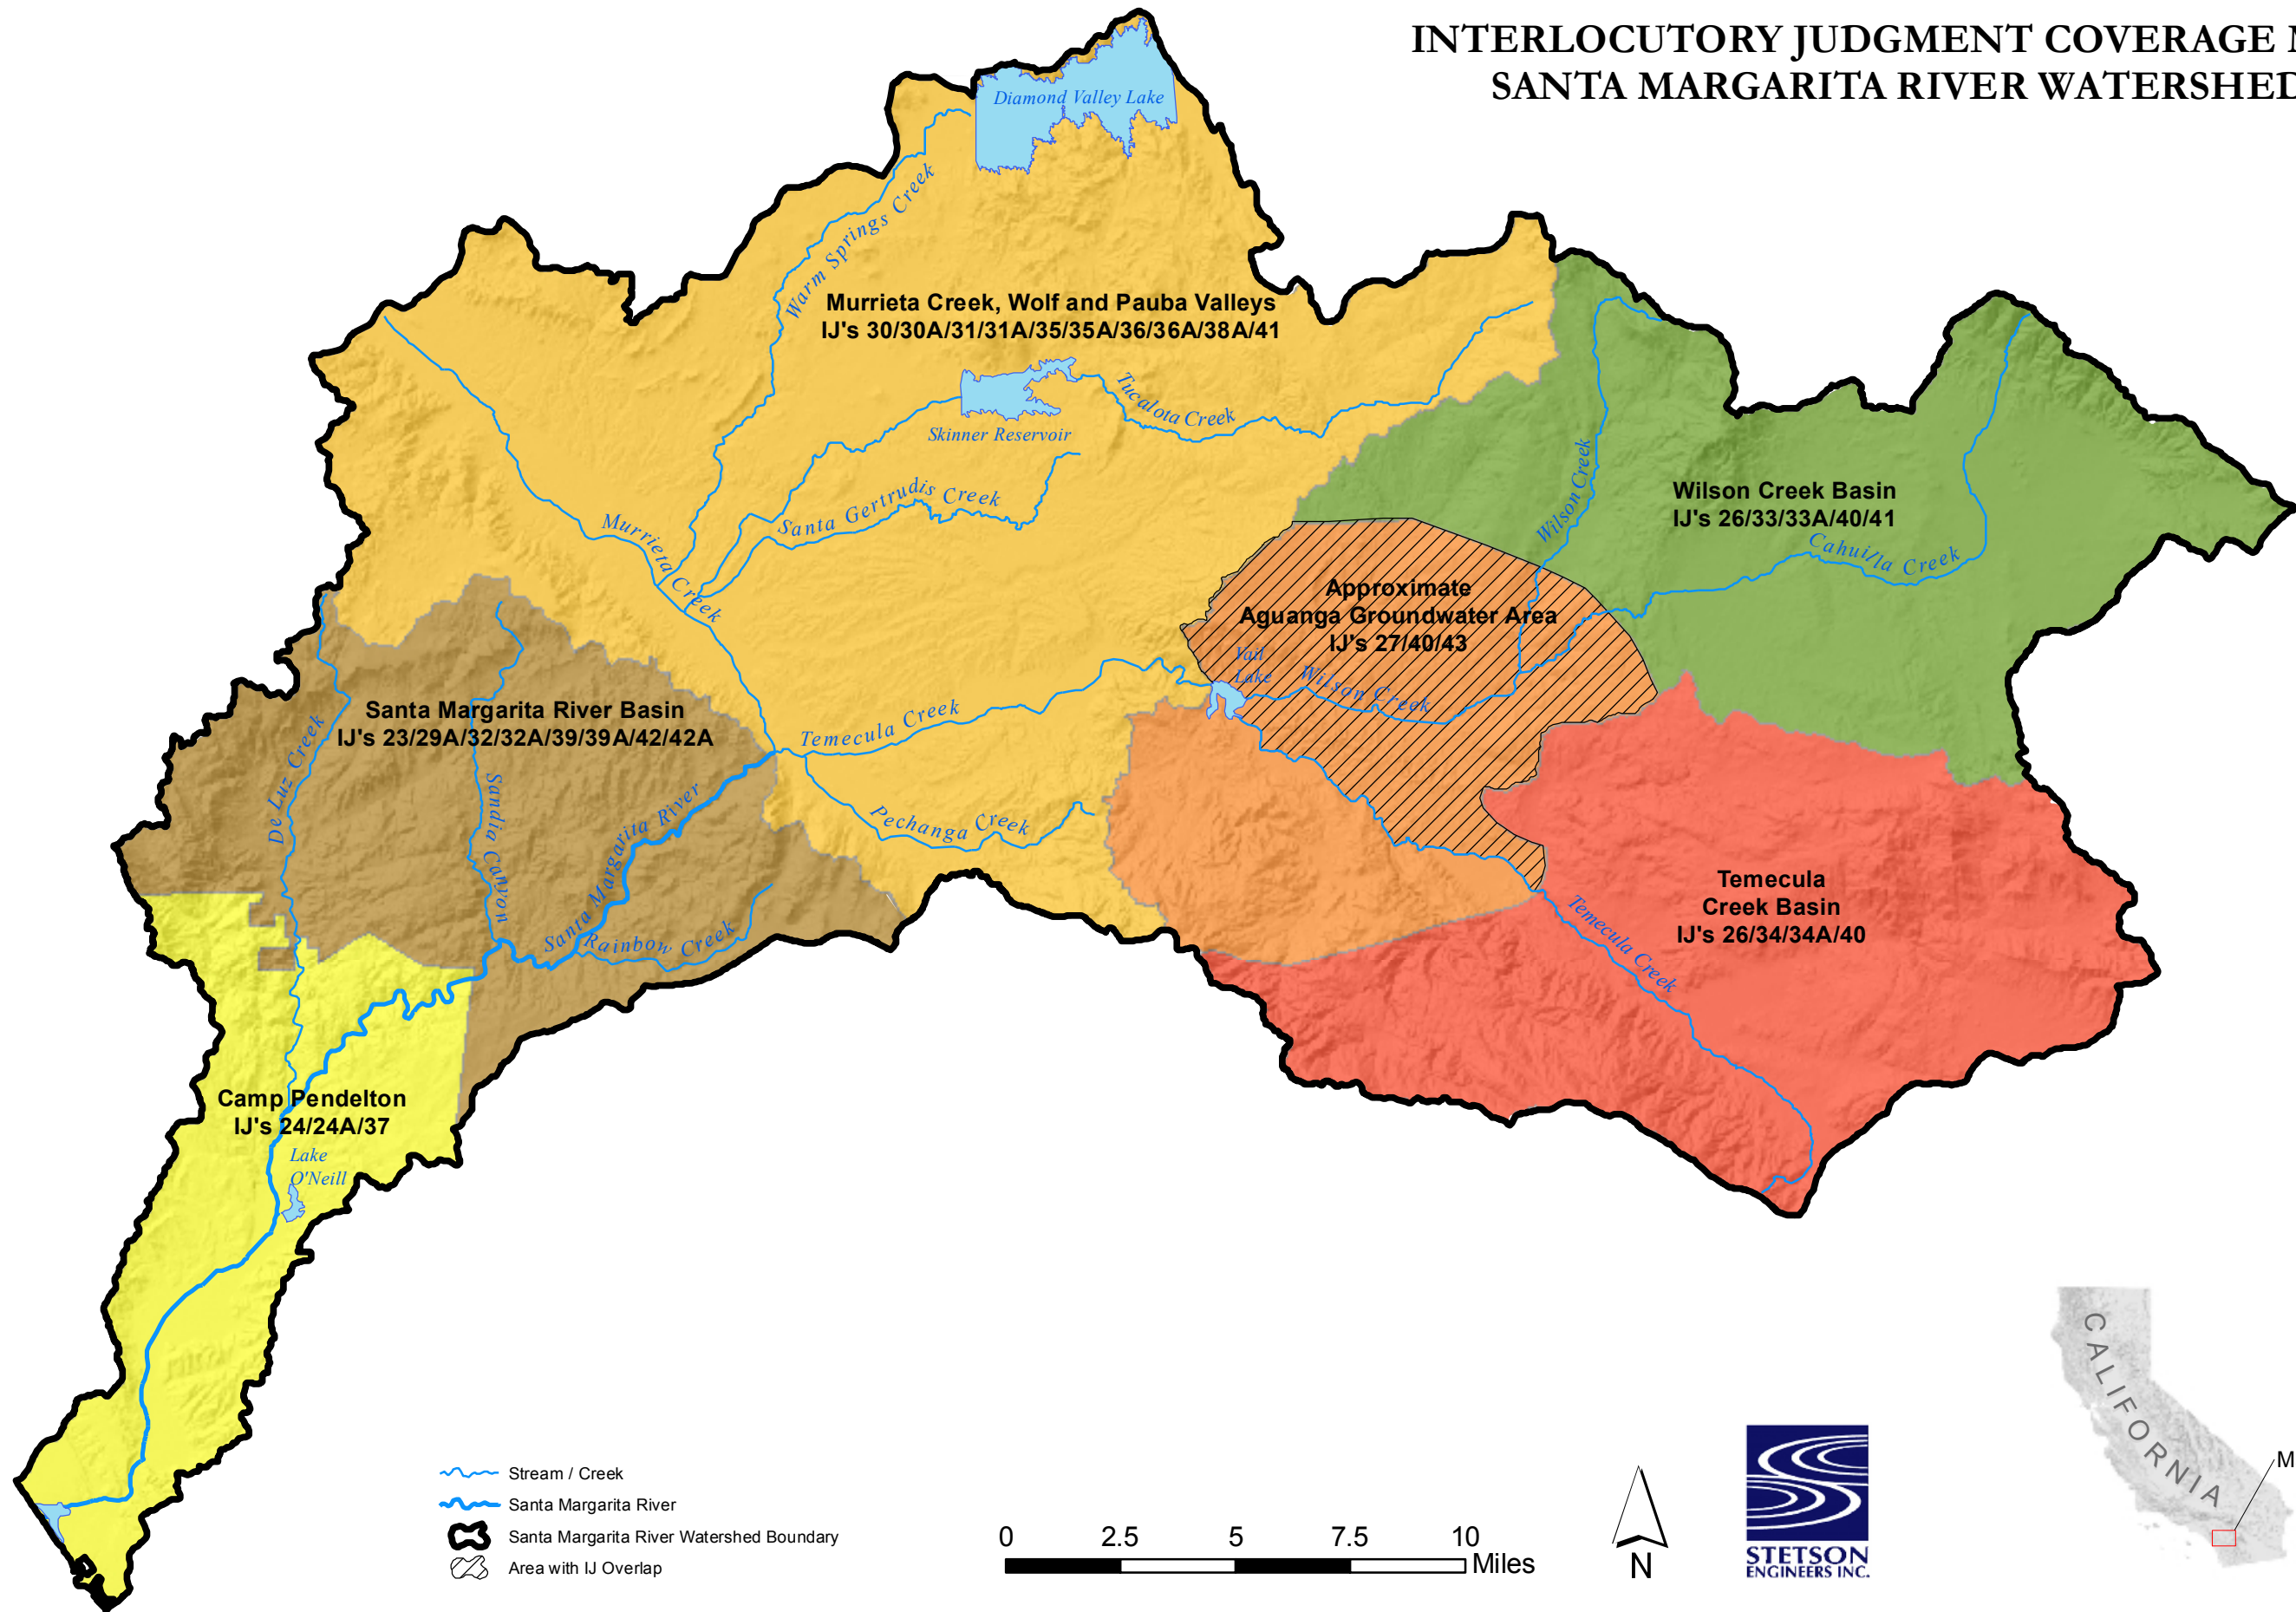 INTERLOCUTORY JUDGMENT COVERAGE
SANTA MARGARITA RIVER WATERSHED
Diamond Valley Lake
Warm Springs Creek
Murrieta Creek, Wolf and Pauba Valleys
IJ's 30/30A/31/31A/35/35A/36/36A/38A/41
Tucalota Creek
Skinner Reservoir
Santa Gertrudis Creek
Murrieta Creek
Wilson Creek
Wilson Creek Basin
IJ's 26/33/33A/40/41
Cahuilla Creek
Approximate
Aguanga Groundwater Area
IJ's 27/40/43
Vail
Lake
Wilson Creek
Santa Margarita River Basin
IJ's 23/29A/32/32A/39/39A/42/42A
Temecula Creek
De Luz Creek
Sandia Canyon
Santa Margarita River
Pechanga Creek
Rainbow Creek
Temecula
Creek Basin
IJ's 26/34/34A/40
Temecula Creek
Camp Pendelton
IJ's 24/24A/37
Lake
O'Neill
Stream / Creek
Santa Margarita River
Santa Margarita River Watershed Boundary
Area with IJ Overlap
0 2.5 5 7.5 10
Miles
N
STETSON
ENGINEERS INC.
CALIFORNIA
M